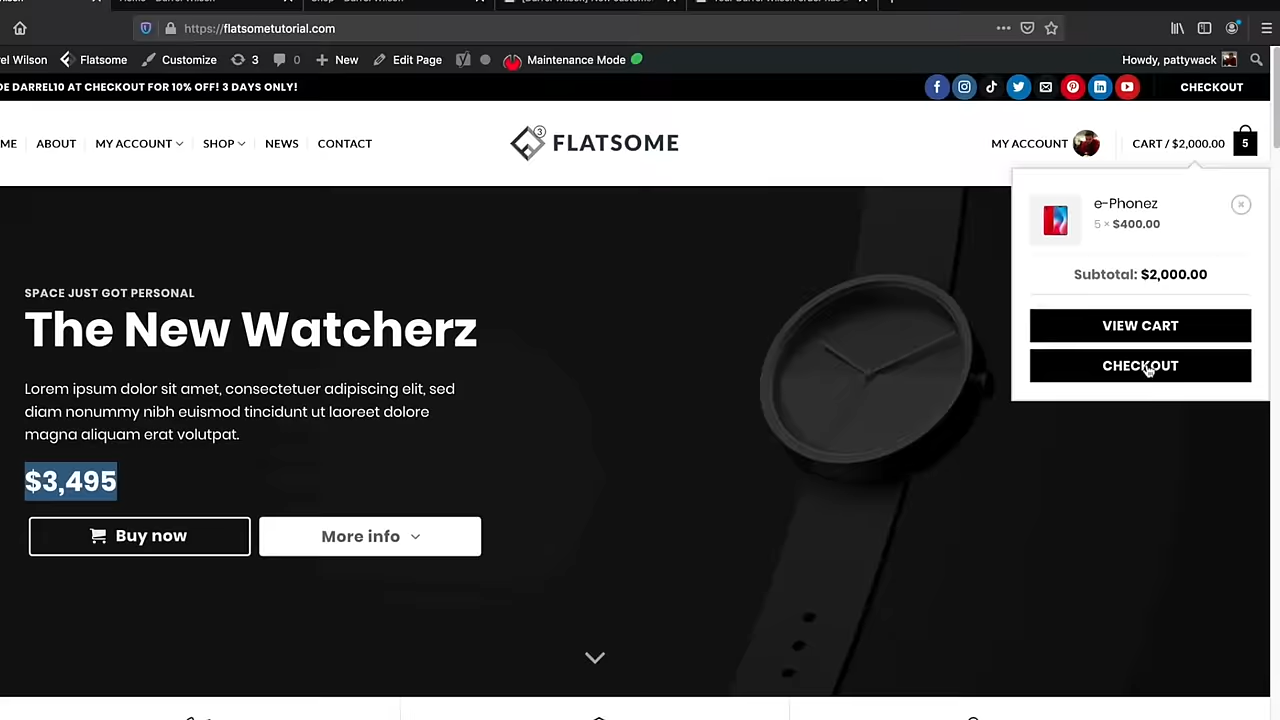 https://flatsometutorial.com
rel Wilson
Flatsome
Customize
3
0
New
Edit Page
Maintenance Mode
Howdy, pattywack
DE DARREL10 AT CHECKOUT FOR 10% OFF! 3 DAYS ONLY!
CHECKOUT
ME
ABOUT
MY ACCOUNT
SHOP
NEWS
CONTACT
3
FLATSOME
MY ACCOUNT
CART / $2,000.00
5
e-Phonez
5 × $400.00
Subtotal: $2,000.00
VIEW CART
CHECKOUT
SPACE JUST GOT PERSONAL
The New Watcherz
Lorem ipsum dolor sit amet, consectetuer adipiscing elit, sed
diam nonummy nibh euismod tincidunt ut laoreet dolore
magna aliquam erat volutpat.
$3,495
Buy now
More info